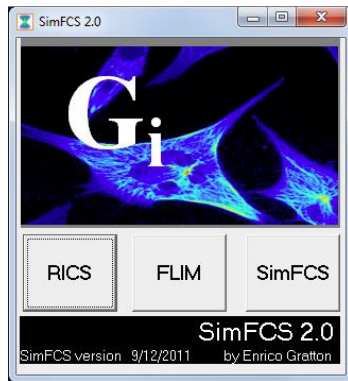 SimFCS 2.0
Gi
RICS FLIM SimFCS
SimFCS 2.0
SimFCS version 9/12/2011 by Enrico Gratton